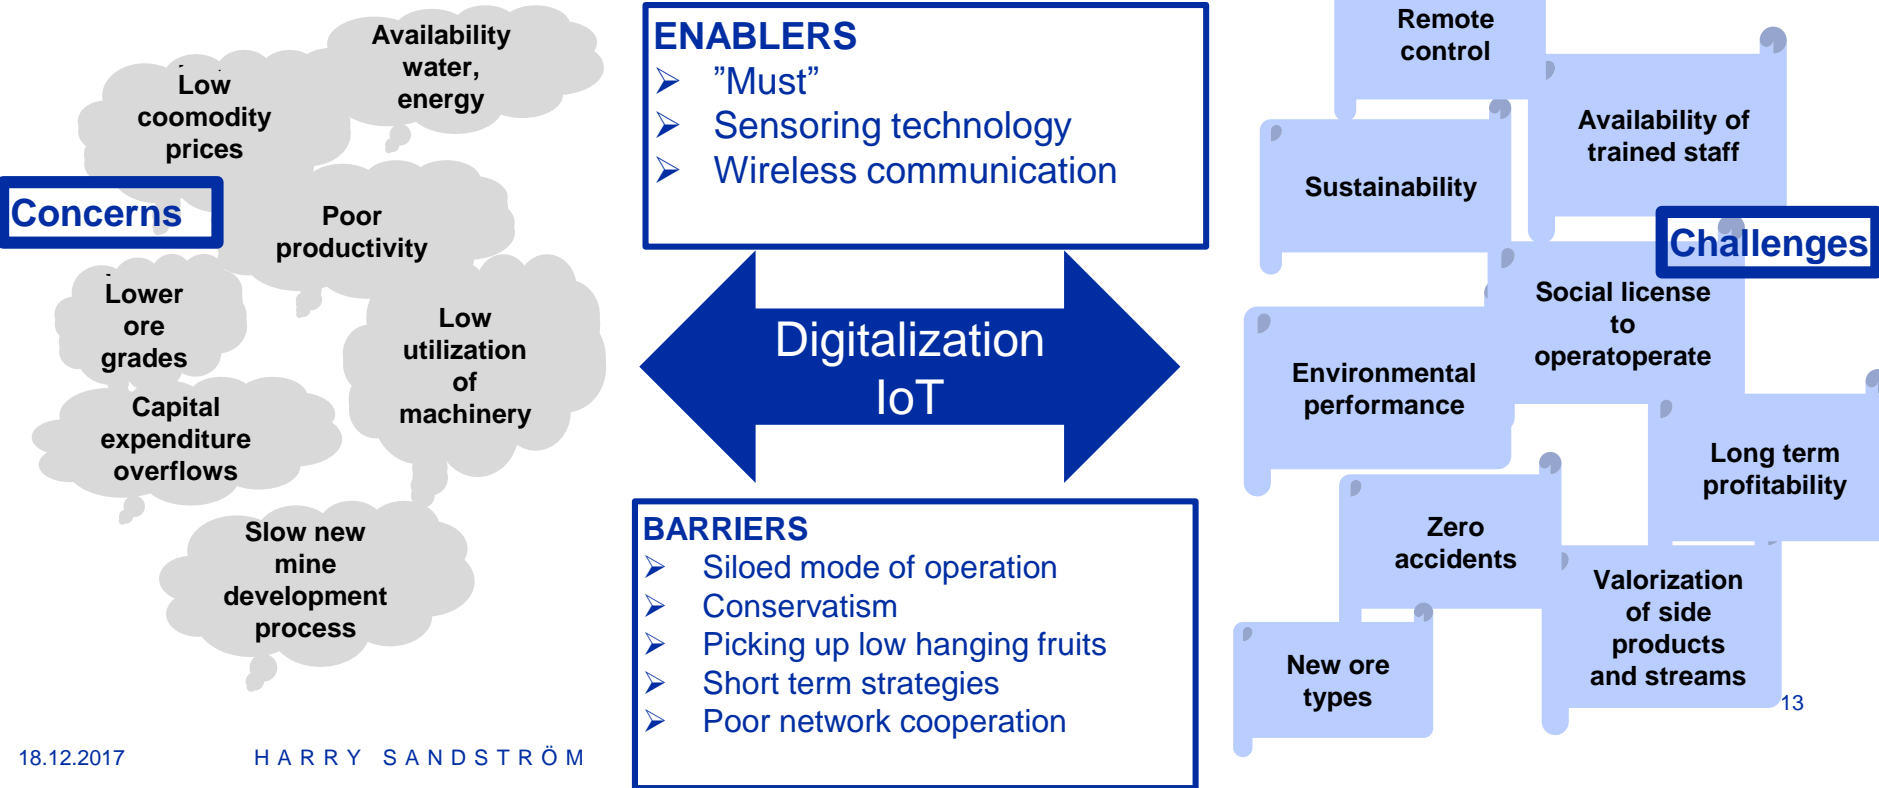 Availability
water,
energy
Low
coomodity
prices
Concerns
Poor
productivity
Lower
ore
grades
Low
utilization
of
machinery
Capital
expenditure
overflows
Slow new
mine
development
process
ENABLERS
➢ ”Must”
➢ Sensoring technology
➢ Wireless communication
Digitalization
IoT
BARRIERS
➢ Siloed mode of operation
➢ Conservatism
➢ Picking up low hanging fruits
➢ Short term strategies
➢ Poor network cooperation
Remote
control
Availability of
trained staff
Sustainability
Challenges
Social license
to
operatoperate
Environmental
performance
Long term
profitability
Zero
accidents
Valorization
of side
products
and streams
New ore
types
13
18.12.2017
HARRY SANDSTRÖM